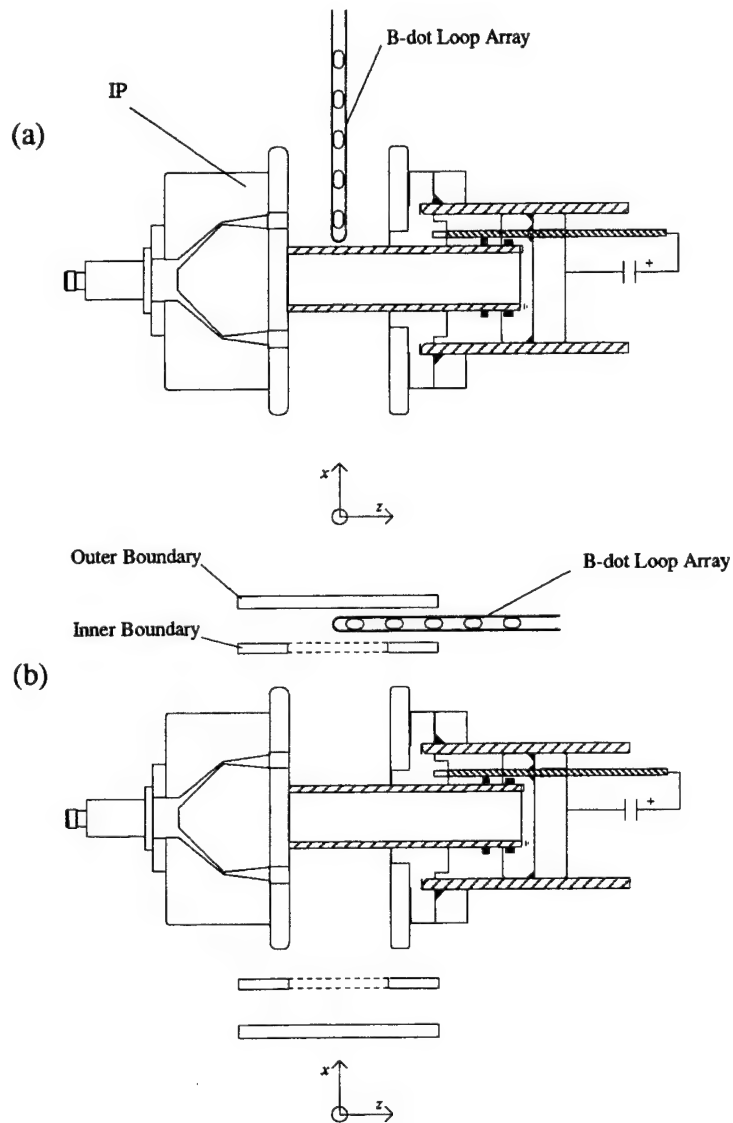 B-dot Loop Array
IP
(a)
+
x
z
Outer Boundary
B-dot Loop Array
Inner Boundary
(b)
+
x
z